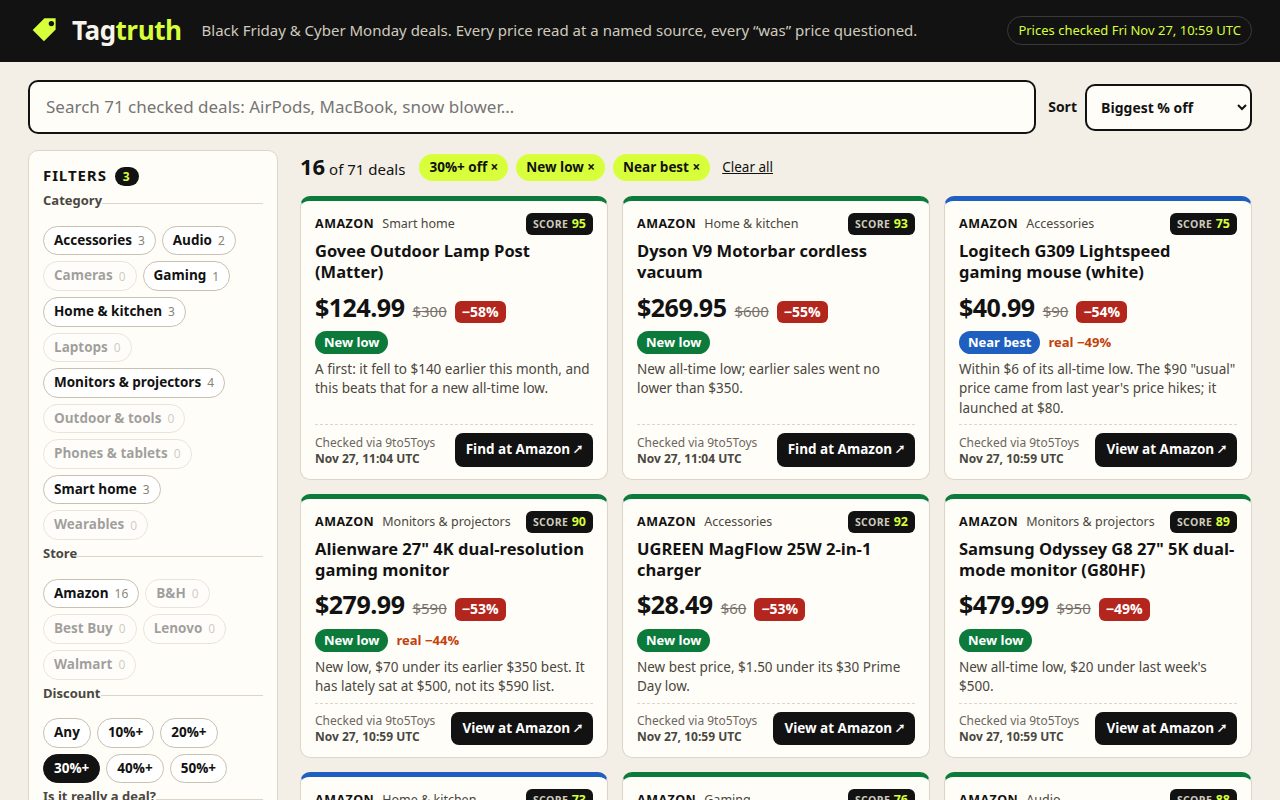 Tagtruth
Black Friday & Cyber Monday deals. Every price read at a named source, every “was” price questioned.
Prices checked Fri Nov 27, 10:59 UTC
Search 71 checked deals: AirPods, MacBook, snow blower...
Sort
Biggest % off
FILTERS 3
Category
Accessories 3
Audio 2
Cameras 0
Gaming 1
Home & kitchen 3
Laptops 0
Monitors & projectors 4
Outdoor & tools 0
Phones & tablets 0
Smart home 3
Wearables 0
Store
Amazon 16
B&H 0
Best Buy 0
Lenovo 0
Walmart 0
Discount
Any
10%+
20%+
30%+
40%+
50%+
Is it really a deal?
16 of 71 deals
30%+ off ×
New low ×
Near best ×
Clear all
AMAZON Smart home
SCORE 95
Govee Outdoor Lamp Post
(Matter)
$124.99 $300 −58%
New low
A first: it fell to $140 earlier this month, and
this beats that for a new all-time low.
Checked via 9to5Toys
Nov 27, 11:04 UTC
Find at Amazon ↗
AMAZON Home & kitchen
SCORE 93
Dyson V9 Motorbar cordless
vacuum
$269.95 $600 −55%
New low
New all-time low; earlier sales went no
lower than $350.
Checked via 9to5Toys
Nov 27, 11:04 UTC
Find at Amazon ↗
AMAZON Accessories
SCORE 75
Logitech G309 Lightspeed
gaming mouse (white)
$40.99 $90 −54%
Near best real −49%
Within $6 of its all-time low. The $90 "usual"
price came from last year's price hikes; it
launched at $80.
Checked via 9to5Toys
Nov 27, 10:59 UTC
View at Amazon ↗
AMAZON Monitors & projectors
SCORE 90
Alienware 27" 4K dual-resolution
gaming monitor
$279.99 $590 −53%
New low real −44%
New low, $70 under its earlier $350 best. It
has lately sat at $500, not its $590 list.
Checked via 9to5Toys
Nov 27, 10:59 UTC
View at Amazon ↗
AMAZON Accessories
SCORE 92
UGREEN MagFlow 25W 2-in-1
charger
$28.49 $60 −53%
New low
New best price, $1.50 under its $30 Prime
Day low.
Checked via 9to5Toys
Nov 27, 10:59 UTC
View at Amazon ↗
AMAZON Monitors & projectors
SCORE 89
Samsung Odyssey G8 27" 5K dual-
mode monitor (G80HF)
$479.99 $950 −49%
New low
New all-time low, $20 under last week's
$500.
Checked via 9to5Toys
Nov 27, 10:59 UTC
View at Amazon ↗
AMAZON Home & kitchen
SCORE 73
AMAZON Gaming
SCORE 76
AMAZON Audio
SCORE 88